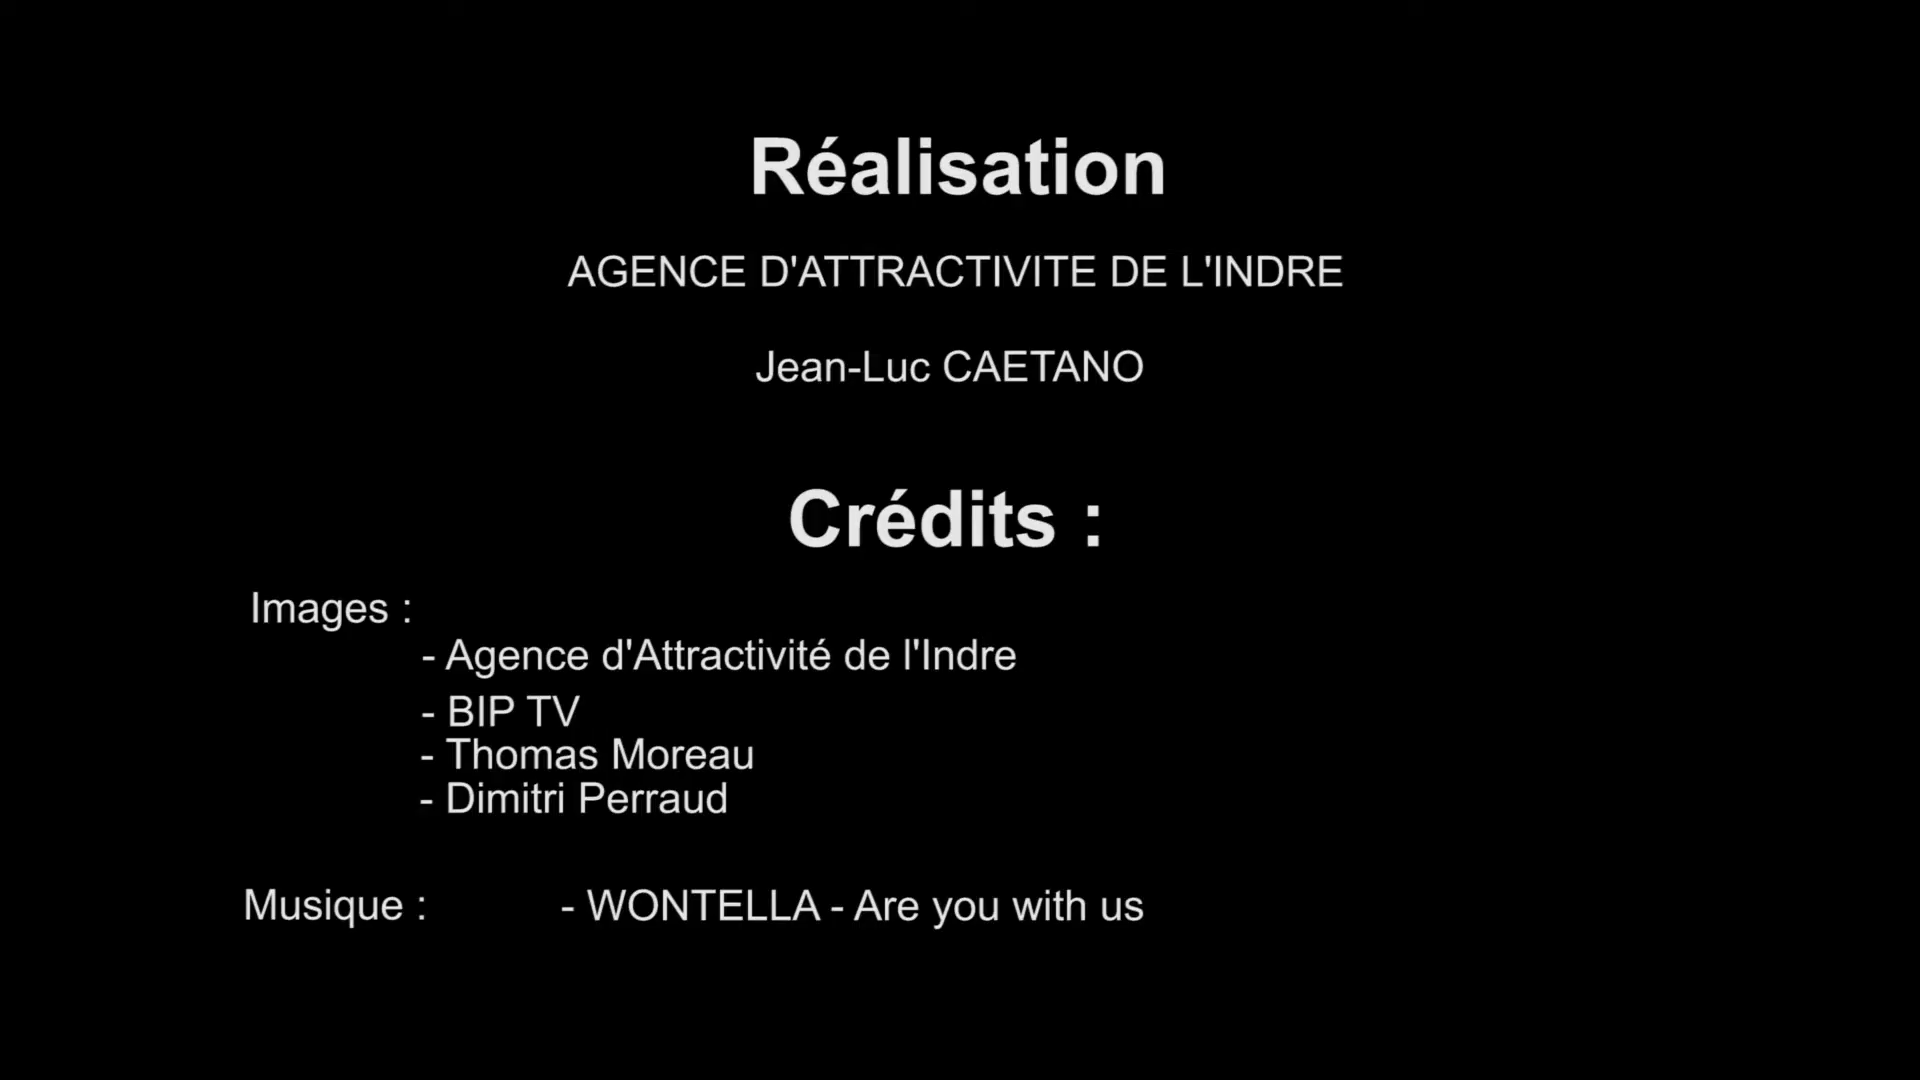 Réalisation
AGENCE D'ATTRACTIVITE DE L'INDRE
Jean-Luc CAETANO
Crédits :
Images :
- Agence d'Attractivité de l'Indre
- BIP TV
- Thomas Moreau
- Dimitri Perraud
Musique : - WONTELLA - Are you with us